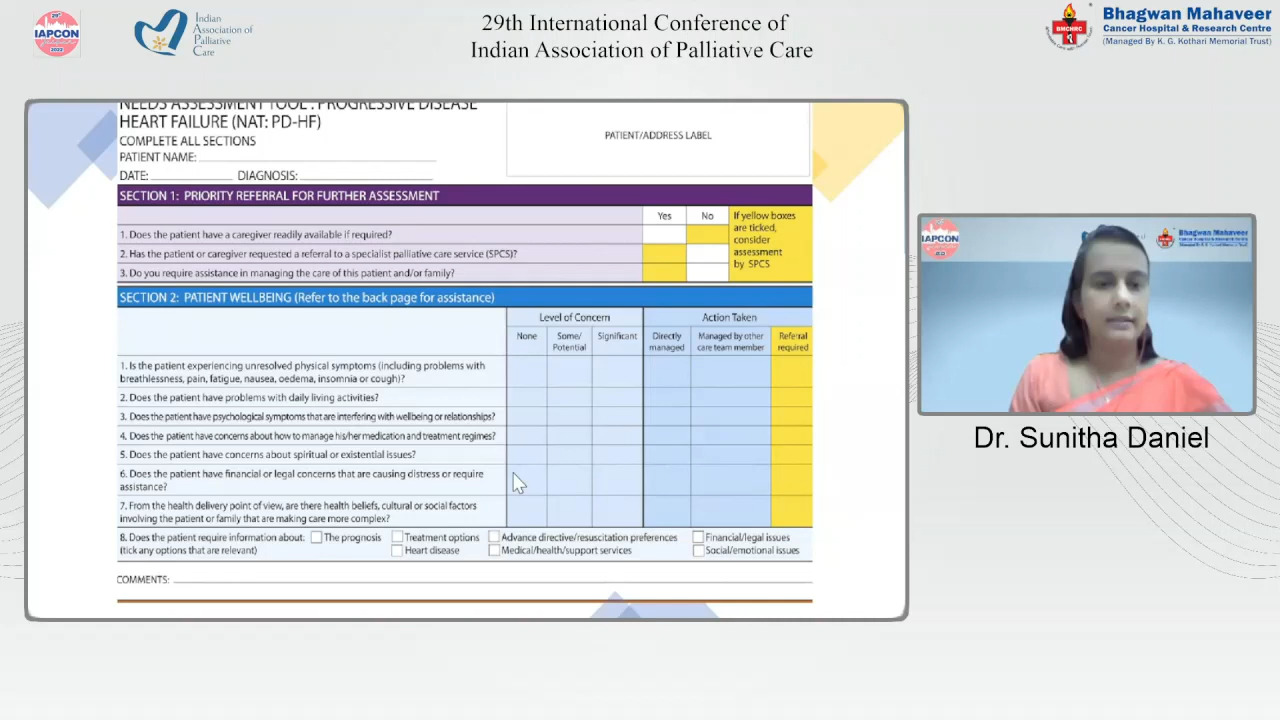 IAPCON
2022
Indian
Association of
Palliative
Care
29th International Conference of
Indian Association of Palliative Care
BMCHRC
Bhagwan Mahaveer
Cancer Hospital & Research Centre
(Managed By K. G. Kothari Memorial Trust)
NEEDS ASSESSMENT TOOL : PROGRESSIVE DISEASE
HEART FAILURE (NAT: PD-HF)
COMPLETE ALL SECTIONS
PATIENT NAME:
DATE: DIAGNOSIS:
PATIENT/ADDRESS LABEL
SECTION 1: PRIORITY REFERRAL FOR FURTHER ASSESSMENT
Yes No
If yellow boxes
are ticked,
consider
assessment
by SPCS
1. Does the patient have a caregiver readily available if required?
2. Has the patient or caregiver requested a referral to a specialist palliative care service (SPCS)?
3. Do you require assistance in managing the care of this patient and/or family?
SECTION 2: PATIENT WELLBEING (Refer to the back page for assistance)
Level of Concern Action Taken
None Some/ Significant Directly Managed by other Referral
Potential managed care team member required
1. Is the patient experiencing unresolved physical symptoms (including problems with
breathlessness, pain, fatigue, nausea, oedema, insomnia or cough)?
2. Does the patient have problems with daily living activities?
3. Does the patient have psychological symptoms that are interfering with wellbeing or relationships?
4. Does the patient have concerns about how to manage his/her medication and treatment regimes?
5. Does the patient have concerns about spiritual or existential issues?
6. Does the patient have financial or legal concerns that are causing distress or require
assistance?
7. From the health delivery point of view, are there health beliefs, cultural or social factors
involving the patient or family that are making care more complex?
8. Does the patient require information about: The prognosis Treatment options Advance directive/resuscitation preferences Financial/legal issues
(tick any options that are relevant) Heart disease Medical/health/support services Social/emotional issues
COMMENTS:
IAPCON
Bhagwan Mahaveer
Dr. Sunitha Daniel